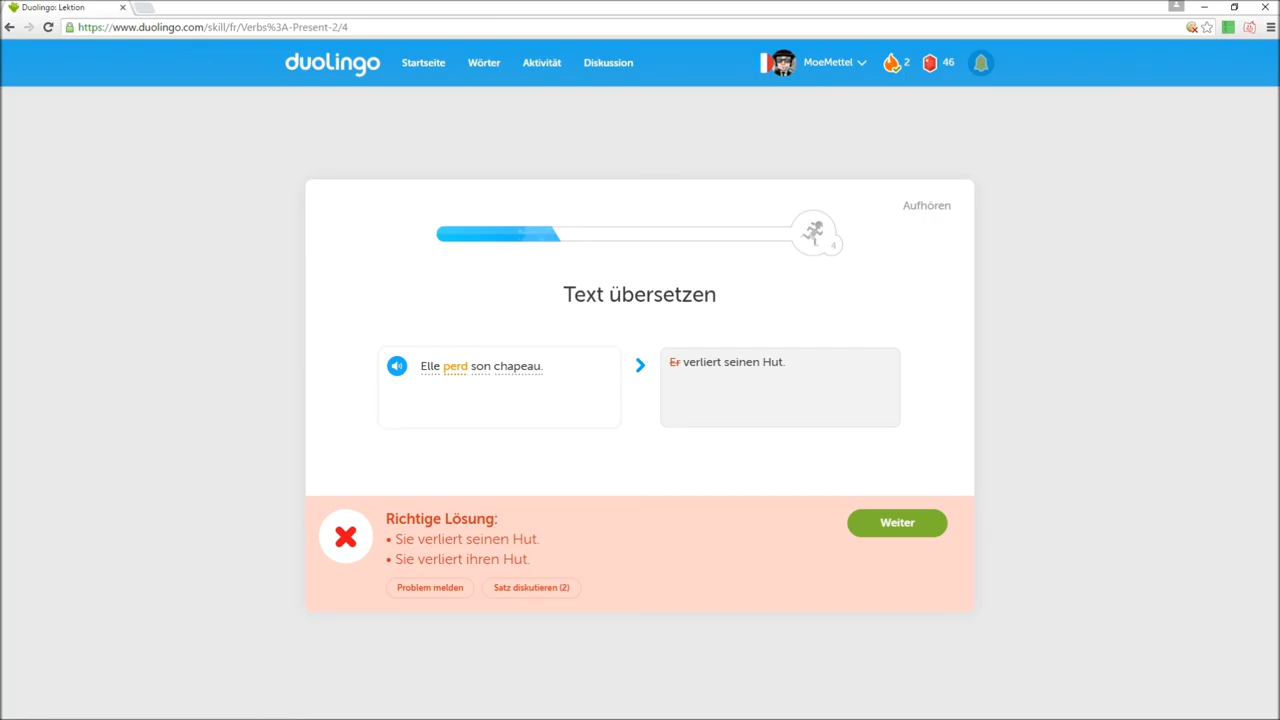 Duolingo: Lektion
https://www.duolingo.com/skill/fr/Verbs%3A-Present-2/4
duolingo Startseite Wörter Aktivität Diskussion MoeMettel 2 46
Aufhören
4
Text übersetzen
Elle perd son chapeau.
Er verliert seinen Hut.
Richtige Lösung:
• Sie verliert seinen Hut.
• Sie verliert ihren Hut.
Weiter
Problem melden Satz diskutieren (2)